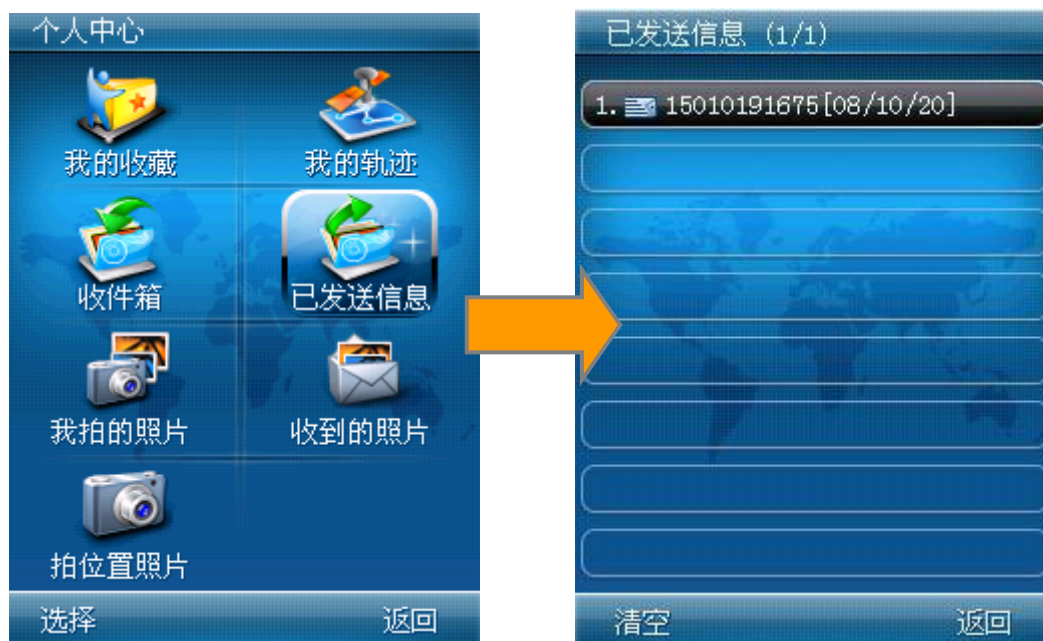 个人中心
我的收藏
我的轨迹
收件箱
已发送信息
我拍的照片
收到的照片
拍位置照片
选择
返回
已发送信息 (1/1)
1. 15010191675[08/10/20]
清空
返回